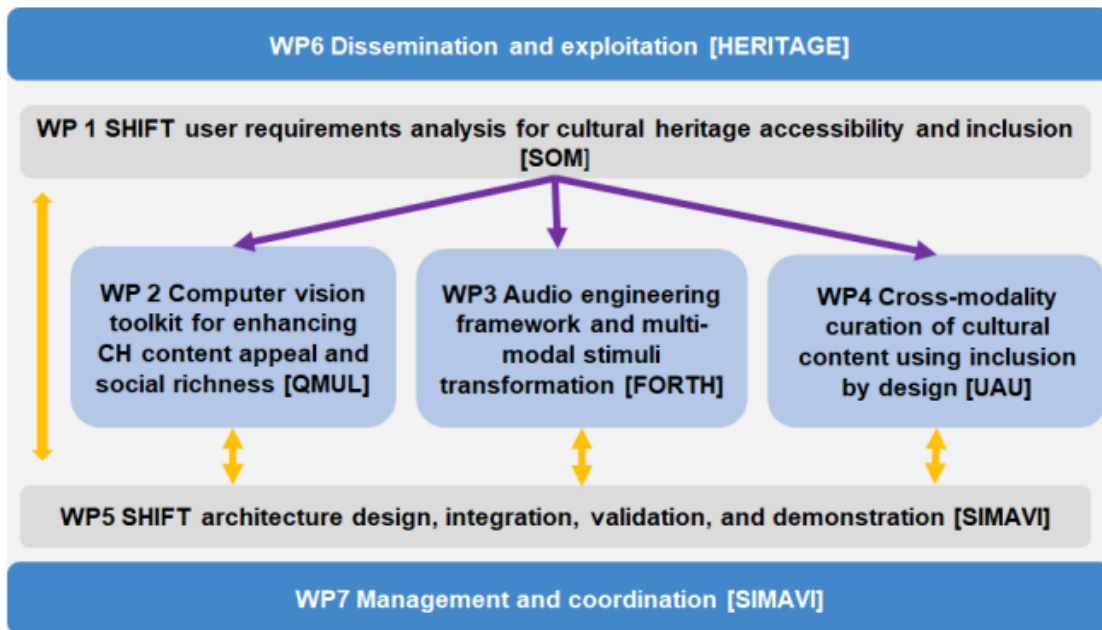 WP6 Dissemination and exploitation [HERITAGE]
WP 1 SHIFT user requirements analysis for cultural heritage accessibility and inclusion
[SOM]
WP 2 Computer vision
toolkit for enhancing
CH content appeal and
social richness [QMUL]
WP3 Audio engineering
framework and multi-
modal stimuli
transformation [FORTH]
WP4 Cross-modality
curation of cultural
content using inclusion
by design [UAU]
WP5 SHIFT architecture design, integration, validation, and demonstration [SIMAVI]
WP7 Management and coordination [SIMAVI]